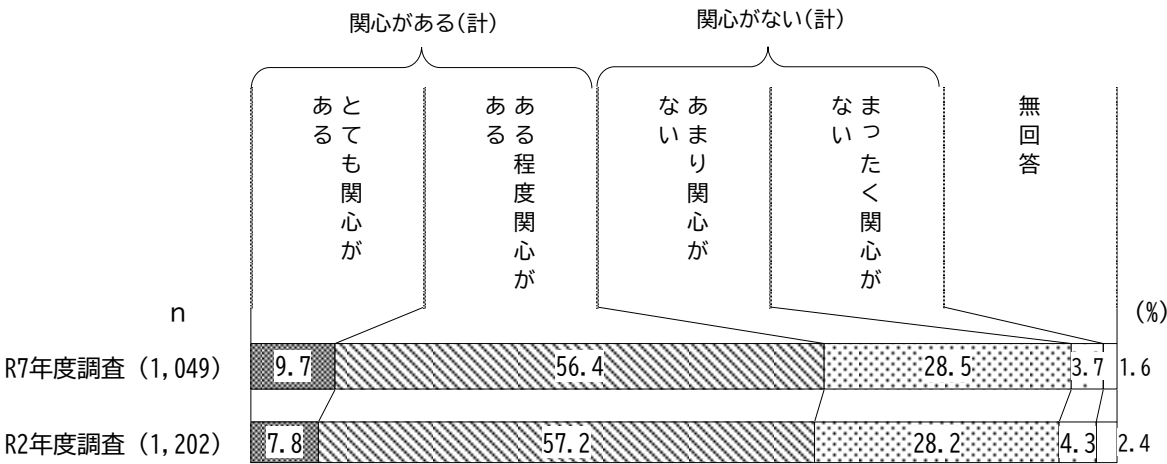 関心がある(計)
関心がない(計)
とても関心が
ある
ある程度関心が
ある
あまり関心が
ない
まったく関心が
ない
無回答
n
(%)
R7年度調査 (1,049)
9.7
56.4
28.5
3.7
1.6
R2年度調査 (1,202)
7.8
57.2
28.2
4.3
2.4